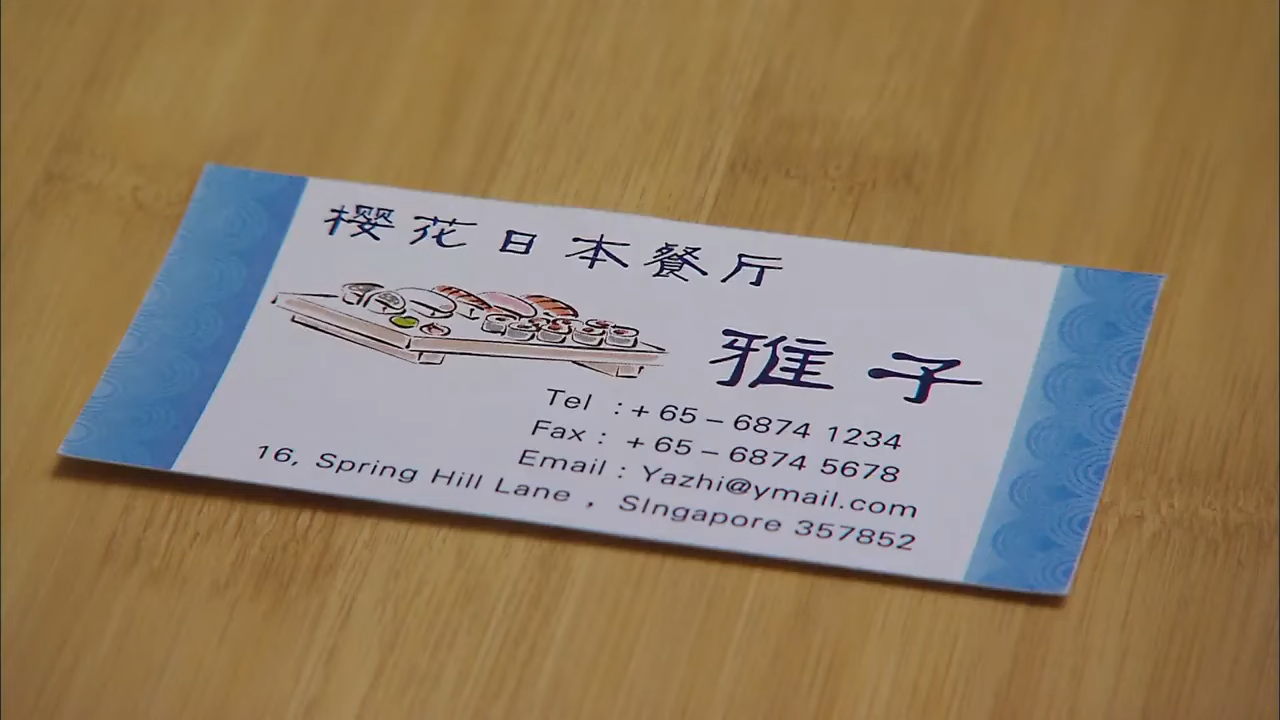 樱花日本餐厅
雅子
Tel : + 65 – 6874 1234
Fax : + 65 – 6874 5678
Email : Yazhi@ymail.com
16, Spring Hill Lane , SIngapore 357852